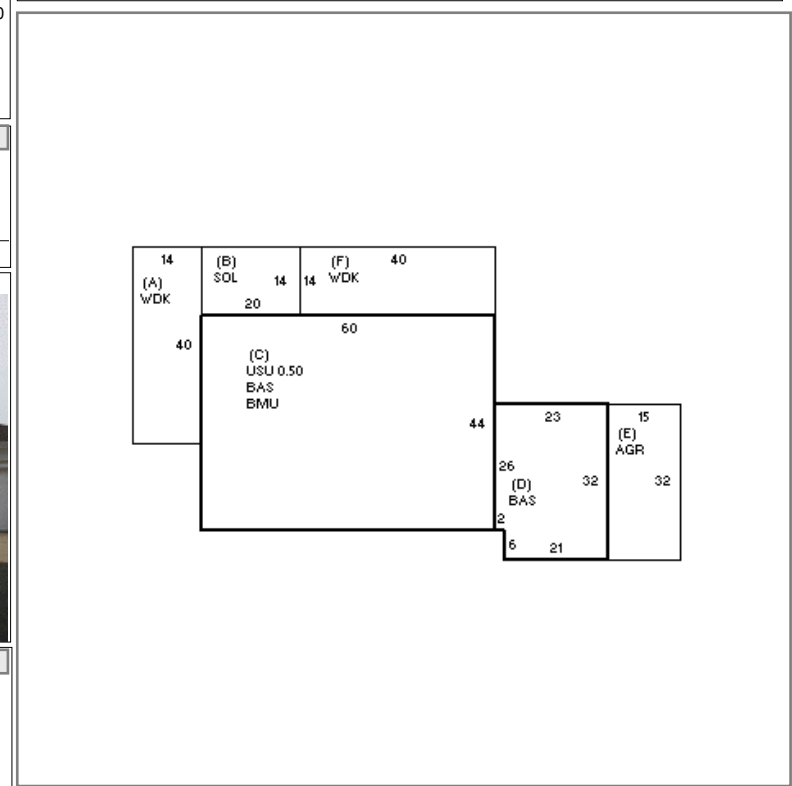 14
(A)
WDK
40
(B)
SOL
14
20
(F)
14 WDK
40
60
(C)
USU 0.50
BAS
BMU
44
23
26
(D)
BAS
32
2
6
21
15
(E)
AGR
32